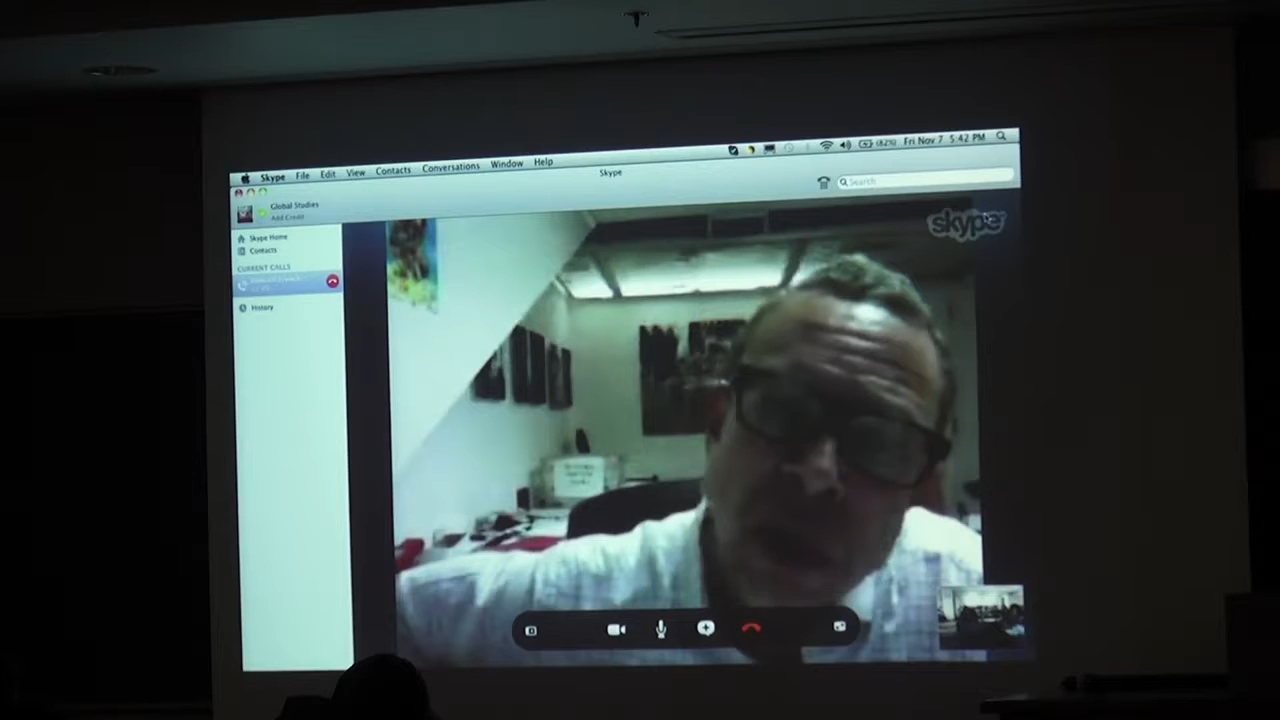 Skype File Edit View Contacts Conversations Window Help (82%) Fri Nov 7 5:42 PM
Skype
Search
Global Studies
Add Credit
Skype Home
Contacts
CURRENT CALLS
History
skype